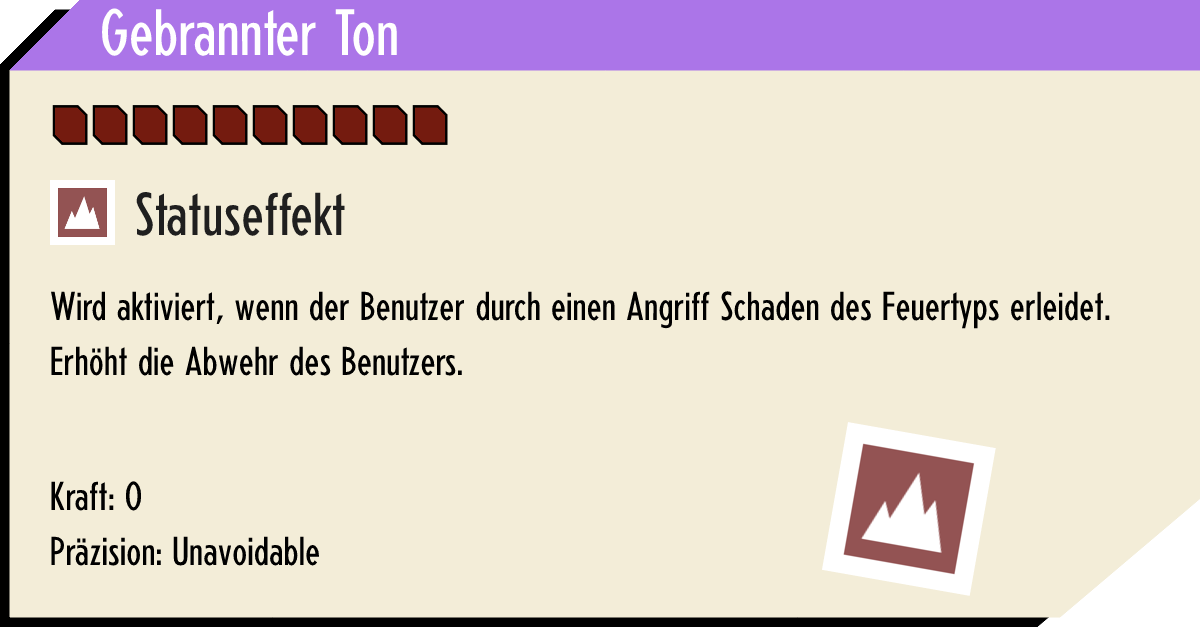 Gebrannter Ton
Statuseffekt
Wird aktiviert, wenn der Benutzer durch einen Angriff Schaden des Feuertyps erleidet.
Erhöht die Abwehr des Benutzers.
Kraft: 0
Präzision: Unavoidable